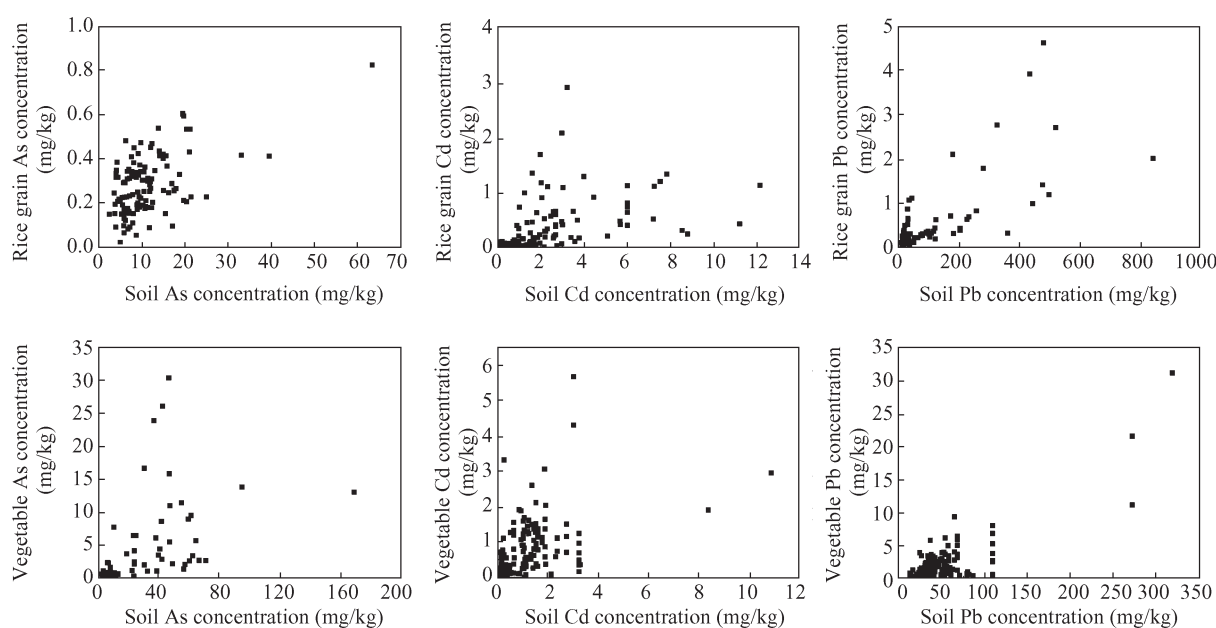 Rice grain As concentration
(mg/kg)
1.0
0.8
0.6
0.4
0.2
0.0
0 10 20 30 40 50 60 70
Soil As concentration (mg/kg)
Rice grain Cd concentration
(mg/kg)
4
3
2
1
0
0 2 4 6 8 10 12 14
Soil Cd concentration (mg/kg)
Rice grain Pb concentration
(mg/kg)
5
4
3
2
1
0
0 200 400 600 800 1000
Soil Pb concentration (mg/kg)
Vegetable As concentration
(mg/kg)
35
30
25
20
15
10
5
0
0 40 80 120 160 200
Soil As concentration (mg/kg)
Vegetable Cd concentration
(mg/kg)
6
5
4
3
2
1
0
0 2 4 6 8 10 12
Soil Cd concentration (mg/kg)
Vegetable Pb concentration
(mg/kg)
35
30
25
20
15
10
5
0
0 50 100 150 200 250 300 350
Soil Pb concentration (mg/kg)